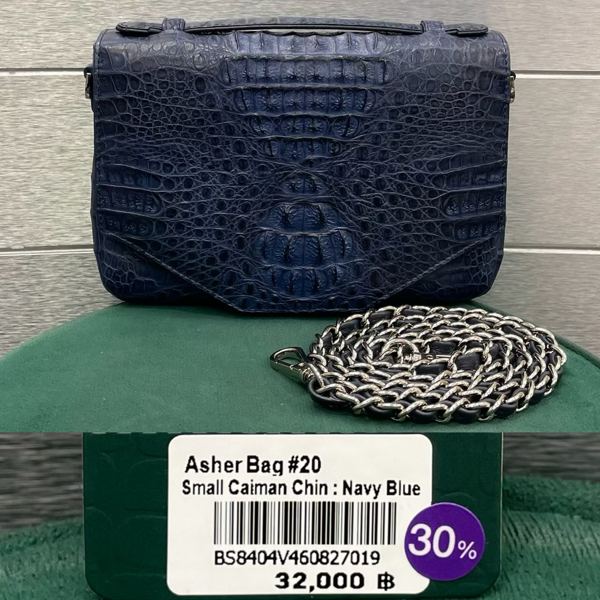 Asher Bag #20
Small Caiman Chin : Navy Blue
BS8404V460827019
32,000 ฿
30%